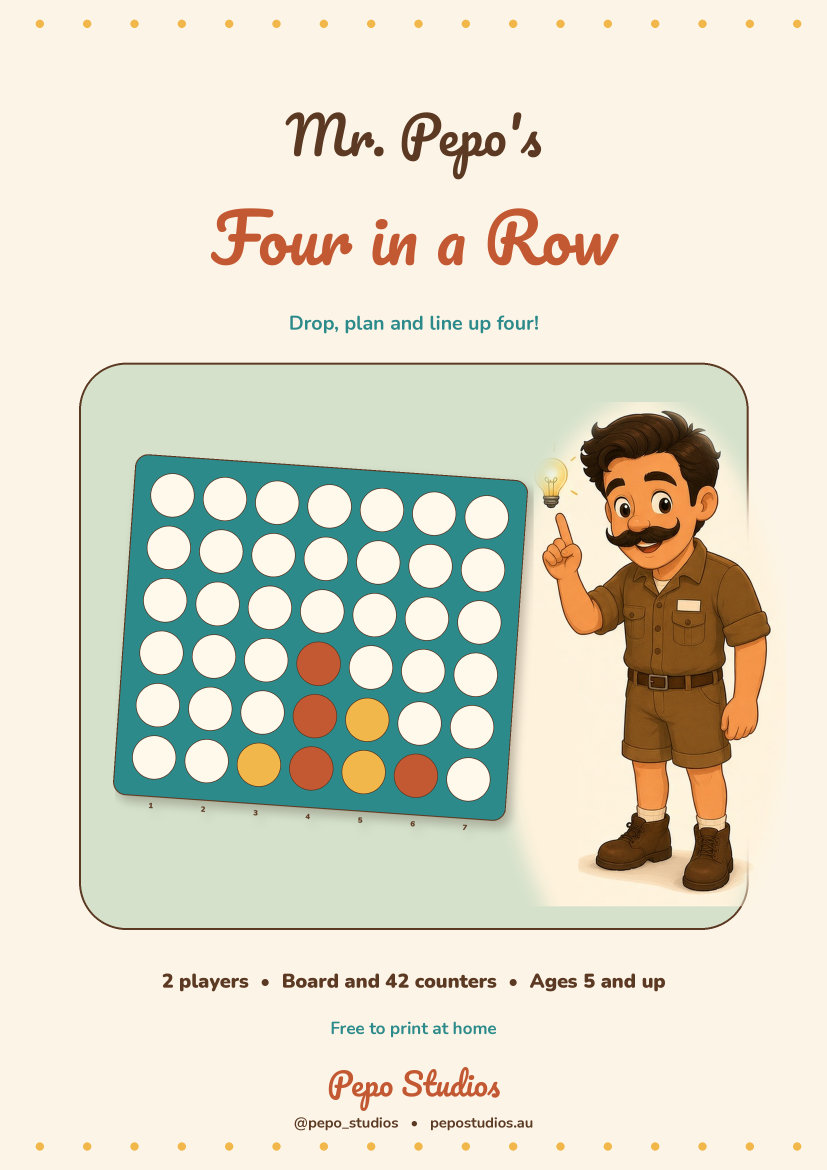 Mr. Pepo's
Four in a Row
Drop, plan and line up four!
1 2 3 4 5 6 7
2 players • Board and 42 counters • Ages 5 and up
Free to print at home
Pepo Studios
@pepo_studios • pepostudios.au